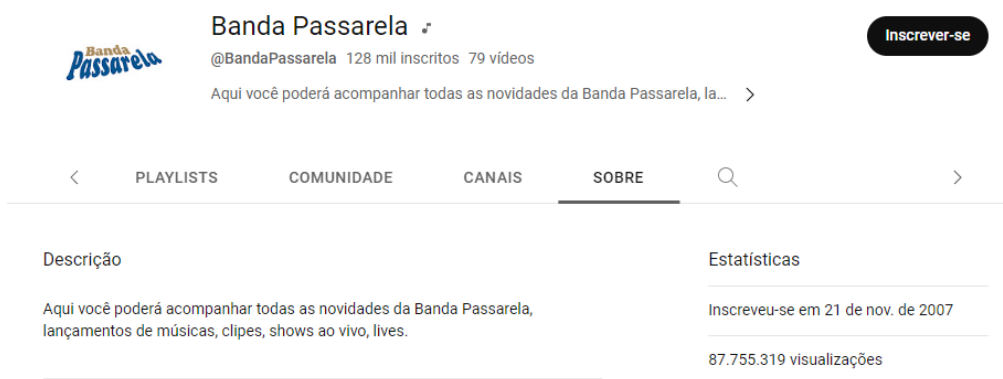 Banda Passarela
Banda
Passarela
@BandaPassarela 128 mil inscritos 79 vídeos
Inscrever-se
Aqui você poderá acompanhar todas as novidades da Banda Passarela, la...
PLAYLISTS COMUNIDADE CANAIS SOBRE
Descrição
Aqui você poderá acompanhar todas as novidades da Banda Passarela,
lançamentos de músicas, clipes, shows ao vivo, lives.
Estatísticas
Inscreveu-se em 21 de nov. de 2007
87.755.319 visualizações